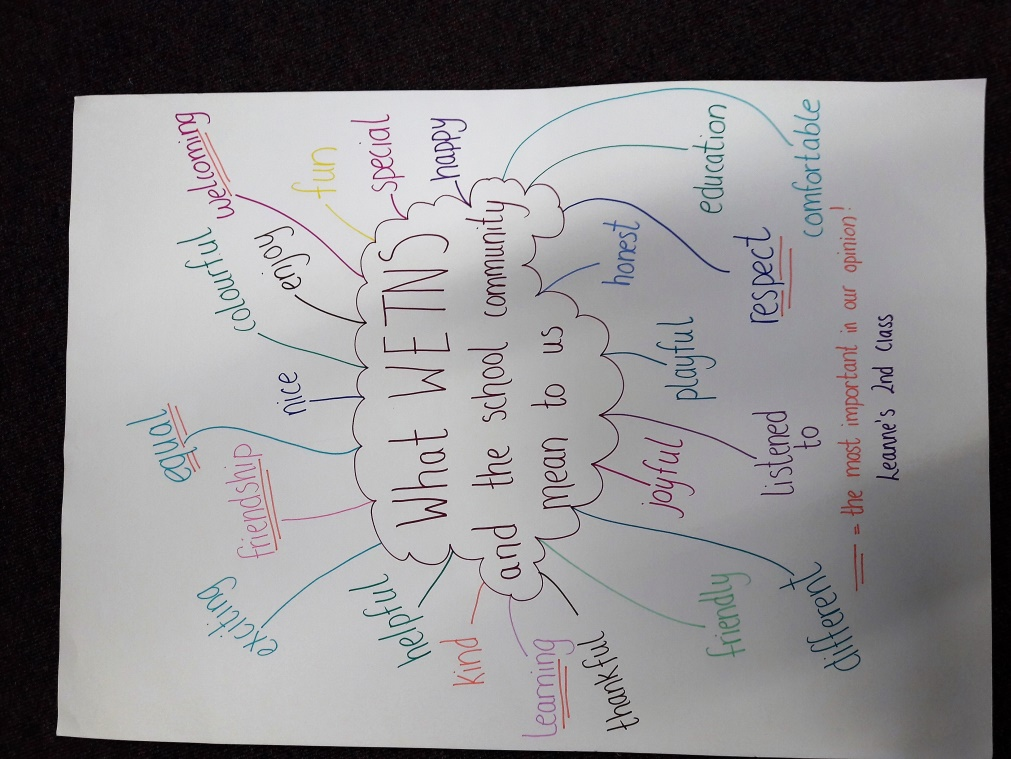 What WETNS
and the school community
mean to us
exciting
friendship
equal
nice
colourful
enjoy
welcoming
fun
special
happy
helpful
kind
Learning
thankful
friendly
different
joyful
listened
to
playful
honest
respect
education
comfortable
= the most important in our opinion!
Leanne's 2nd Class